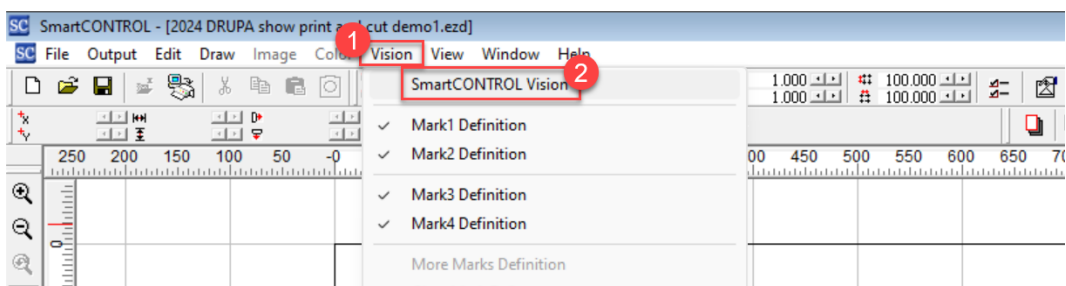 SC SmartCONTROL - [2024 DRUPA show print and cut demo1.ezd]
SC File Output Edit Draw Image Vision View Window Help
1
SmartCONTROL Vision
2
1.000 100.000
1.000 100.000
X
Y
Mark1 Definition
Mark2 Definition
250 200 150 100 50 -0 450 500 550 600 650
Mark3 Definition
Mark4 Definition
0
More Marks Definition